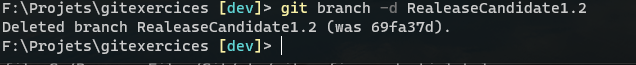 F:\Projets\gitexercices [dev]> git branch -d RealeaseCandidate1.2
Deleted branch RealeaseCandidate1.2 (was 69fa37d).
F:\Projets\gitexercices [dev]>